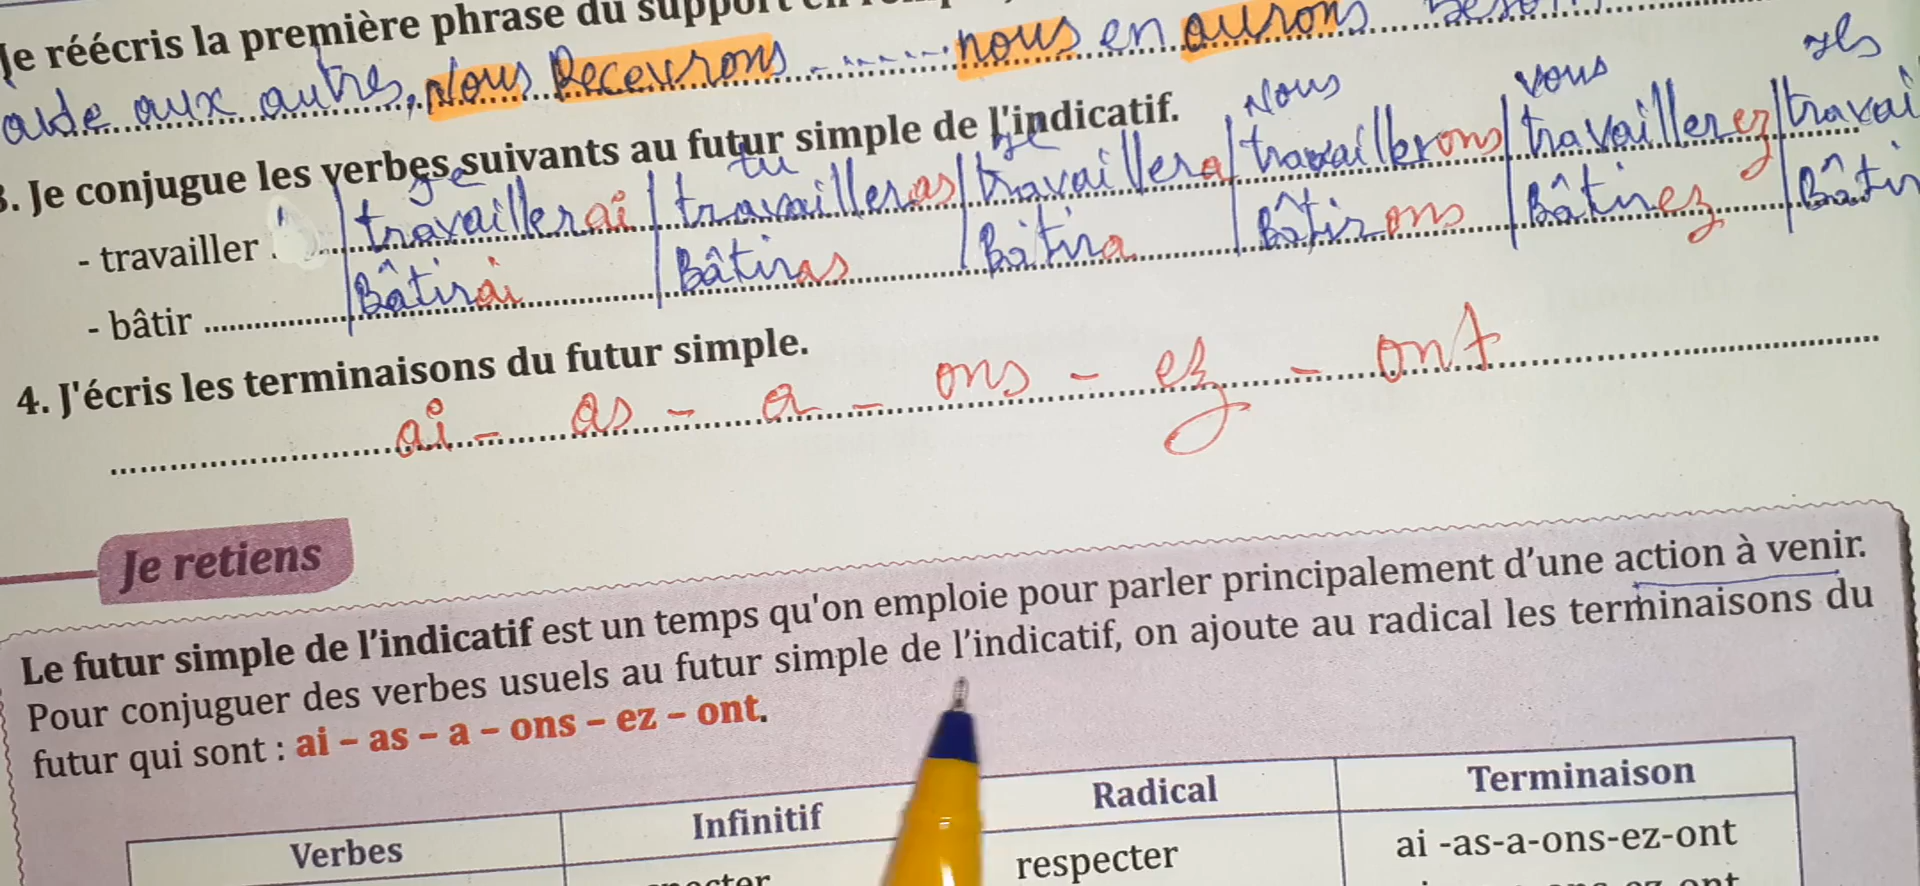 Je réécris la première phrase du support en
aide aux autres, Nous Recevrons ........ nous en aurons
3. Je conjugue les verbes suivants au futur simple de l'indicatif.
Je tu Nous vous ils
- travailler travaillerai travailleras travaillera travaillerons travaillerez travai
- bâtir Bâtirai Bâtiras Bâtira Bâtirons Bâtirez Bâtir
4. J'écris les terminaisons du futur simple.
ai - as - a - ons - ez - ont
Je retiens
Le futur simple de l'indicatif est un temps qu'on emploie pour parler principalement d'une action à venir.
Pour conjuguer des verbes usuels au futur simple de l'indicatif, on ajoute au radical les terminaisons du
futur qui sont : ai – as – a – ons – ez – ont.
Verbes Infinitif Radical Terminaison
respecter ai -as-a-ons-ez-ont